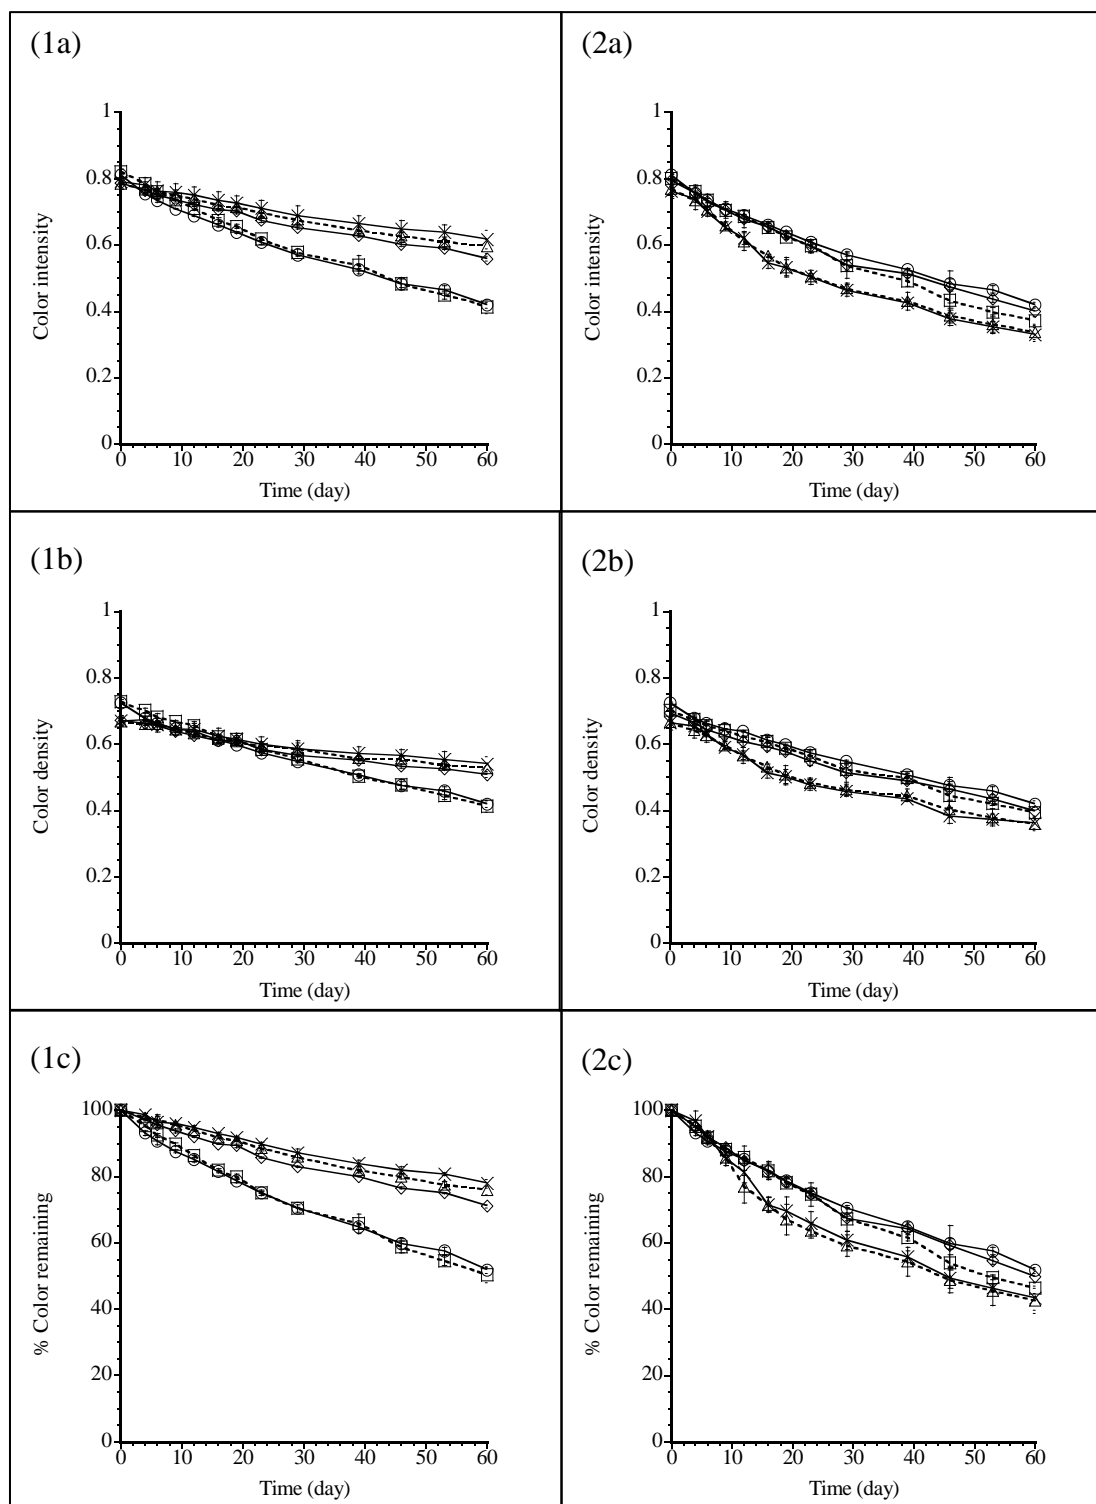 (1a)
1
0.8
0.6
0.4
0.2
0
Color intensity
0 10 20 30 40 50 60
Time (day)
(2a)
1
0.8
0.6
0.4
0.2
0
Color intensity
0 10 20 30 40 50 60
Time (day)
(1b)
1
0.8
0.6
0.4
0.2
0
Color density
0 10 20 30 40 50 60
Time (day)
(2b)
1
0.8
0.6
0.4
0.2
0
Color density
0 10 20 30 40 50 60
Time (day)
(1c)
100
80
60
40
20
0
% Color remaining
0 10 20 30 40 50 60
Time (day)
(2c)
100
80
60
40
20
0
% Color remaining
0 10 20 30 40 50 60
Time (day)